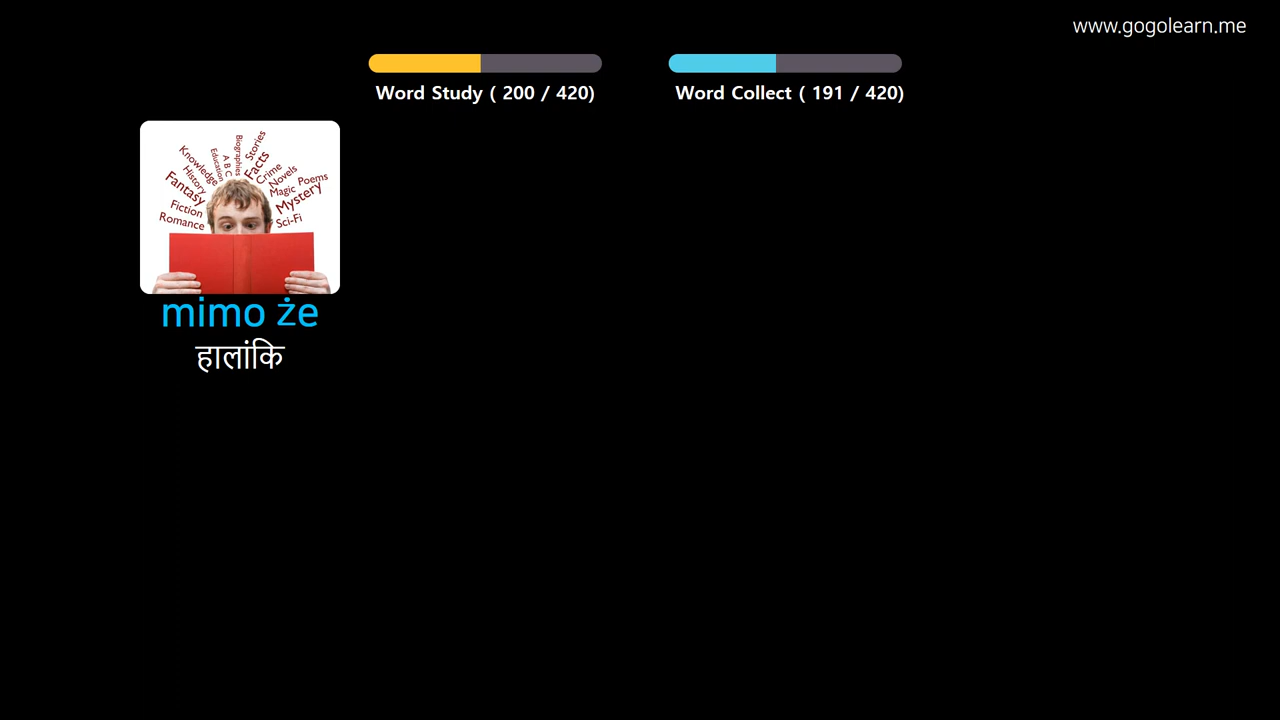 www.gogolearn.me
Word Study ( 200 / 420)
Word Collect ( 191 / 420)
Knowledge
History
Fantasy
Fiction
Romance
Education
A B C
Biographies
Stories
Facts
Crime
Novels
Magic
Poems
Mystery
Sci-Fi
mimo że
हालांकि